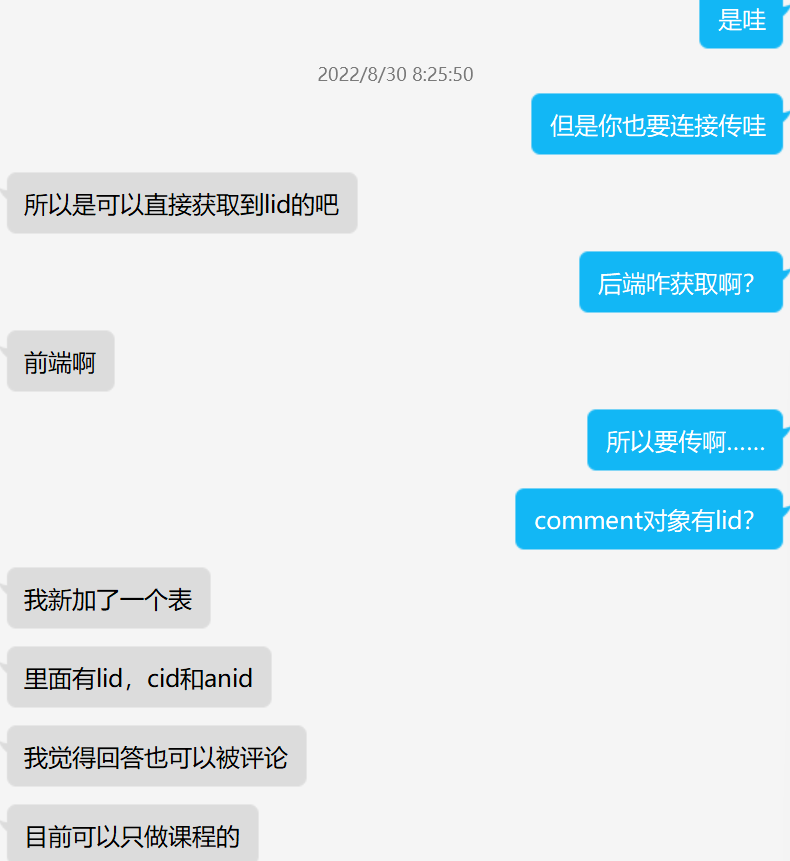 是哇
2022/8/30 8:25:50
但是你也要连接传哇
所以是可以直接获取到lid的吧
后端咋获取啊？
前端啊
所以要传啊……
comment对象有lid？
我新加了一个表
里面有lid，cid和anid
我觉得回答也可以被评论
目前可以只做课程的